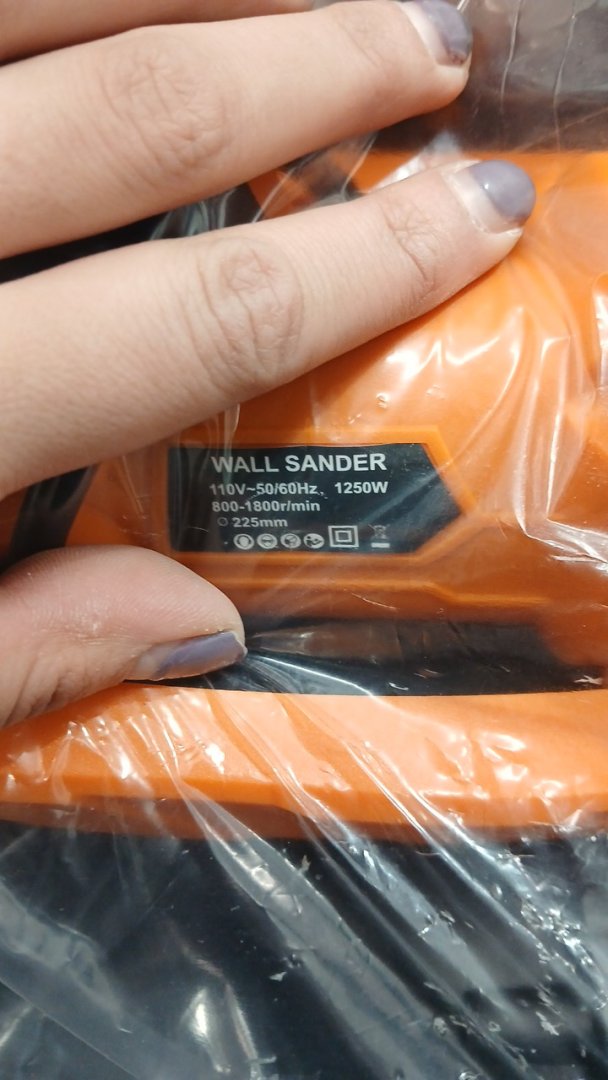 WALL SANDER
110V~50/60Hz、 1250W
800-1800r/min
∅ 225mm